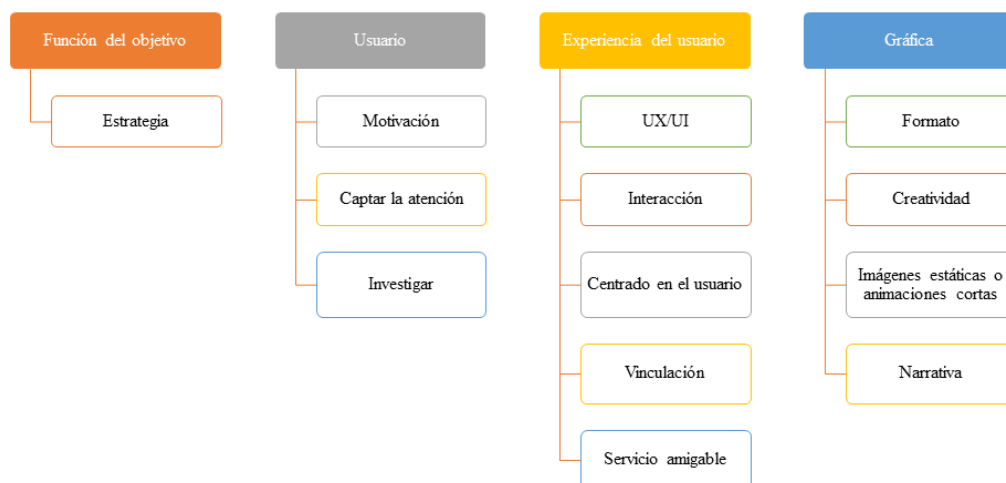 Función del objetivo
Estrategia
Usuario
Motivación
Captar la atención
Investigar
Experiencia del usuario
UX/UI
Interacción
Centrado en el usuario
Vinculación
Servicio amigable
Gráfica
Formato
Creatividad
Imágenes estáticas o
animaciones cortas
Narrativa